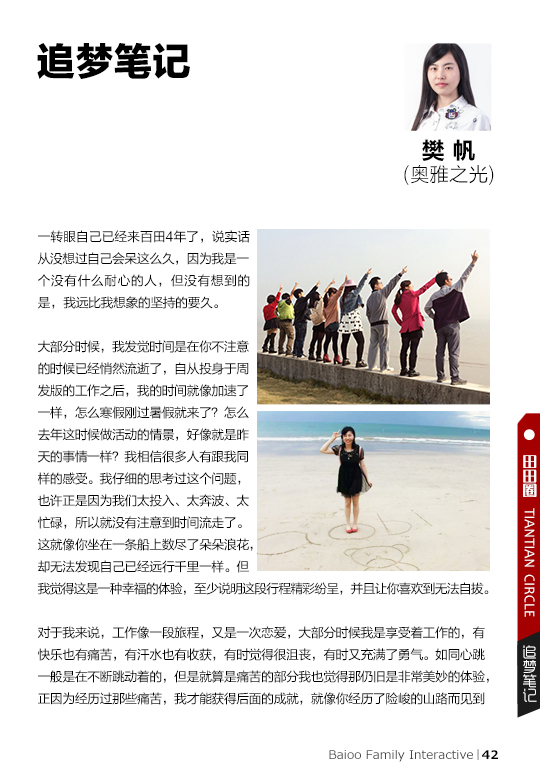 追梦笔记
樊 帆
(奥雅之光)
一转眼自己已经来百田4年了，说实话
从没想过自己会呆这么久，因为我是一
个没有什么耐心的人，但没有想到的
是，我远比我想象的坚持的要久。
大部分时候，我发觉时间是在你不注意
的时候已经悄然流逝了，自从投身于周
发版的工作之后，我的时间就像加速了
一样，怎么寒假刚过暑假就来了？怎么
去年这时候做活动的情景，好像就是昨
天的事情一样？我相信很多人有跟我同
样的感受。我仔细的思考过这个问题，
也许正是因为我们太投入、太奔波、太
忙碌，所以就没有注意到时间流走了。
这就像你坐在一条船上数尽了朵朵浪花，
却无法发现自己已经远行千里一样。但
我觉得这是一种幸福的体验，至少说明这段行程精彩纷呈，并且让你喜欢到无法自拔。
对于我来说，工作像一段旅程，又是一次恋爱，大部分时候我是享受着工作的，有
快乐也有痛苦，有汗水也有收获，有时觉得很沮丧，有时又充满了勇气。如同心跳
一般是在不断跳动着的，但是就算是痛苦的部分我也觉得那仍旧是非常美妙的体验，
正因为经历过那些痛苦，我才能获得后面的成就，就像你经历了险峻的山路而见到
田田圈 TIANTIAN CIRCLE
追梦笔记
Baioo Family Interactive | 42